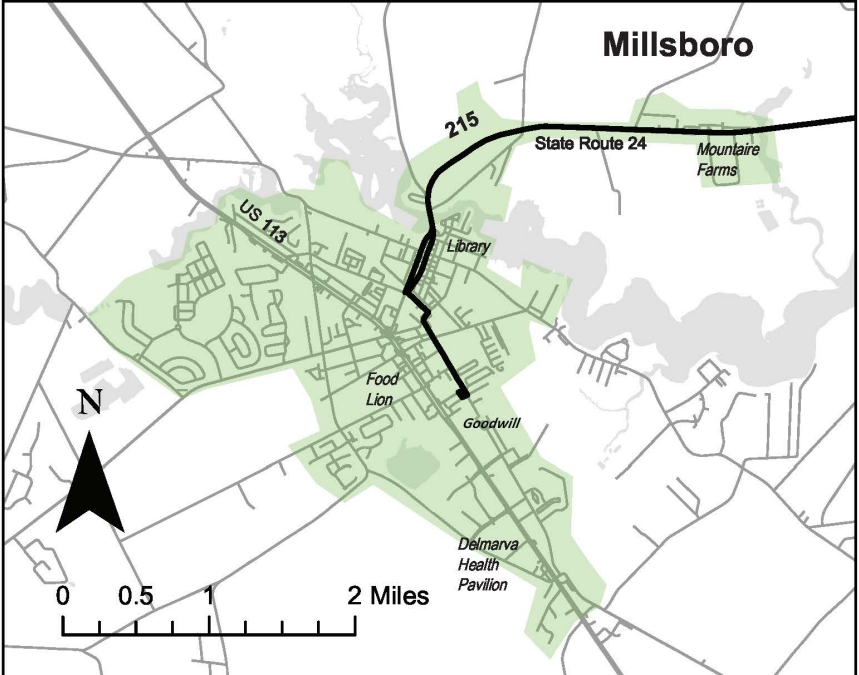 Millsboro
215
State Route 24
Mountaire
Farms
US 113
Library
Food
Lion
Goodwill
N
Delmarva
Health
Pavilion
0 0.5 1 2 Miles